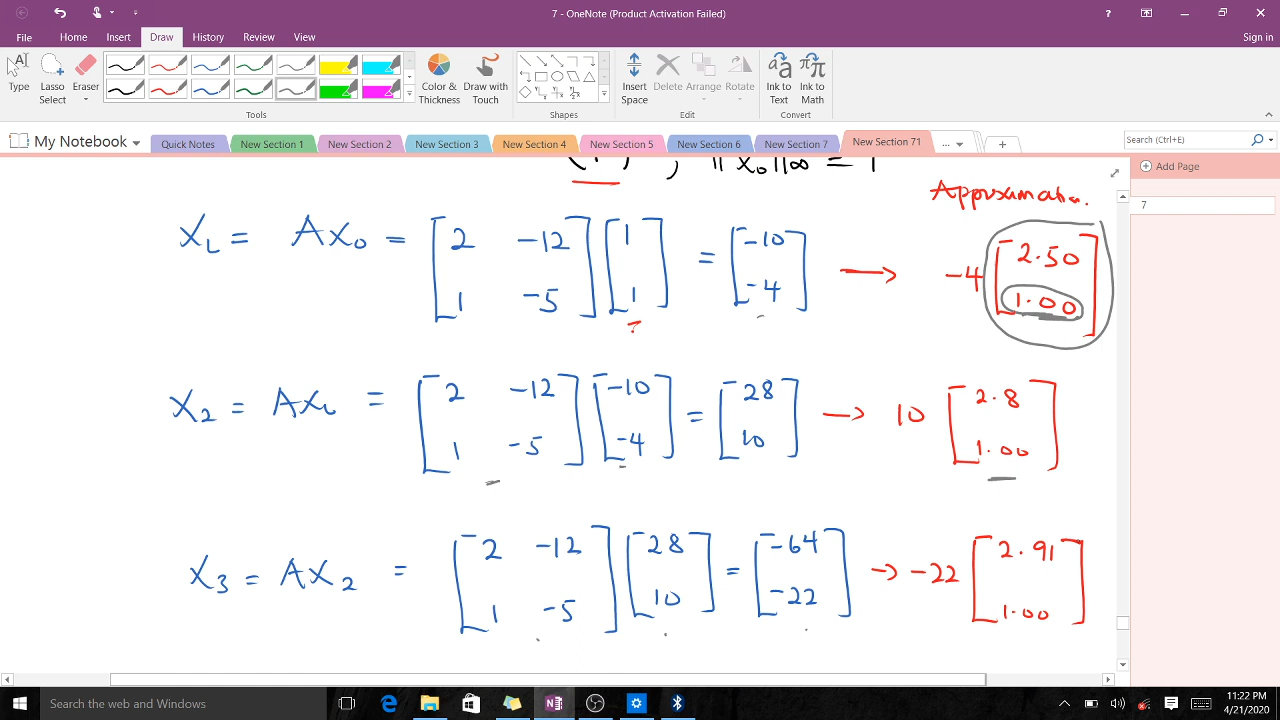 7 - OneNote (Product Activation Failed)
? Sign in
File Home Insert Draw History Review View
Type Lasso Select Eraser Color & Thickness Draw with Touch Insert Space Delete Arrange Rotate Ink to Text Ink to Math
Tools Shapes Edit Convert
My Notebook Quick Notes New Section 1 New Section 2 New Section 3 New Section 4 New Section 5 New Section 6 New Section 7 New Section 71 ... + Search (Ctrl+E)
Add Page
7
, ||x₀||∞ = 1
Approximation
X₁ = AX₀ = [2 -12; 1 -5] [1; 1] = [-10; -4] → -4 [2.50; 1.00]
?
X₂ = AX₁ = [2 -12; 1 -5] [-10; -4] = [28; 10] → 10 [2.8; 1.00]
X₃ = AX₂ = [2 -12; 1 -5] [28; 10] = [-64; -22] → -22 [2.91; 1.00]
Search the web and Windows
11:22 PM
4/21/2020